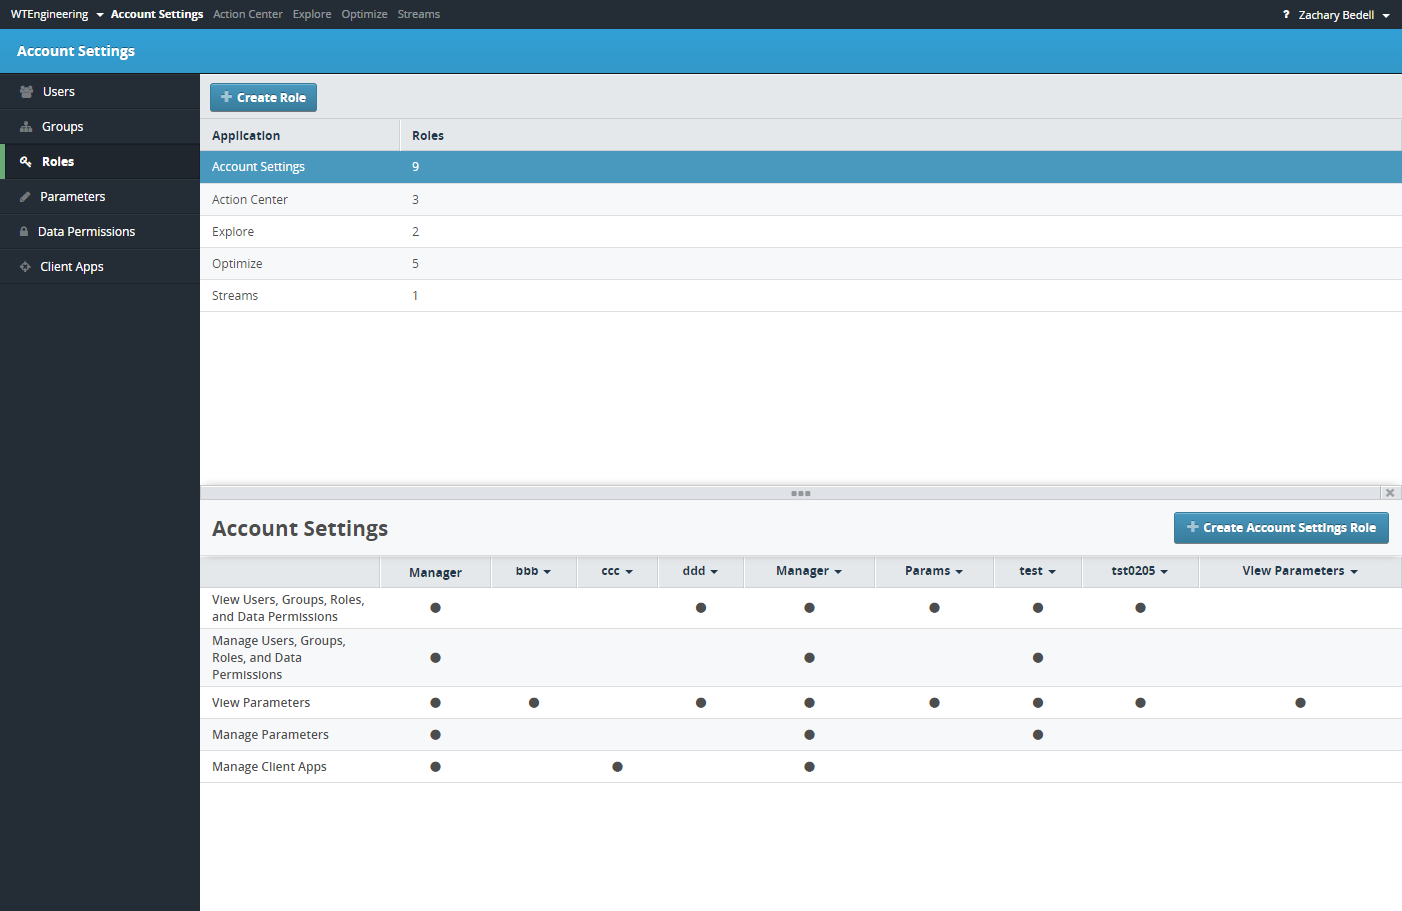 WTEngineering Account Settings Action Center Explore Optimize Streams ? Zachary Bedell
Account Settings
Users
Groups
Roles
Parameters
Data Permissions
Client Apps
Create Role
Application Roles
Account Settings 9
Action Center 3
Explore 2
Optimize 5
Streams 1
Account Settings
Create Account Settings Role
Manager bbb ccc ddd Manager Params test tst0205 View Parameters
View Users, Groups, Roles,
and Data Permissions
Manage Users, Groups,
Roles, and Data
Permissions
View Parameters
Manage Parameters
Manage Client Apps